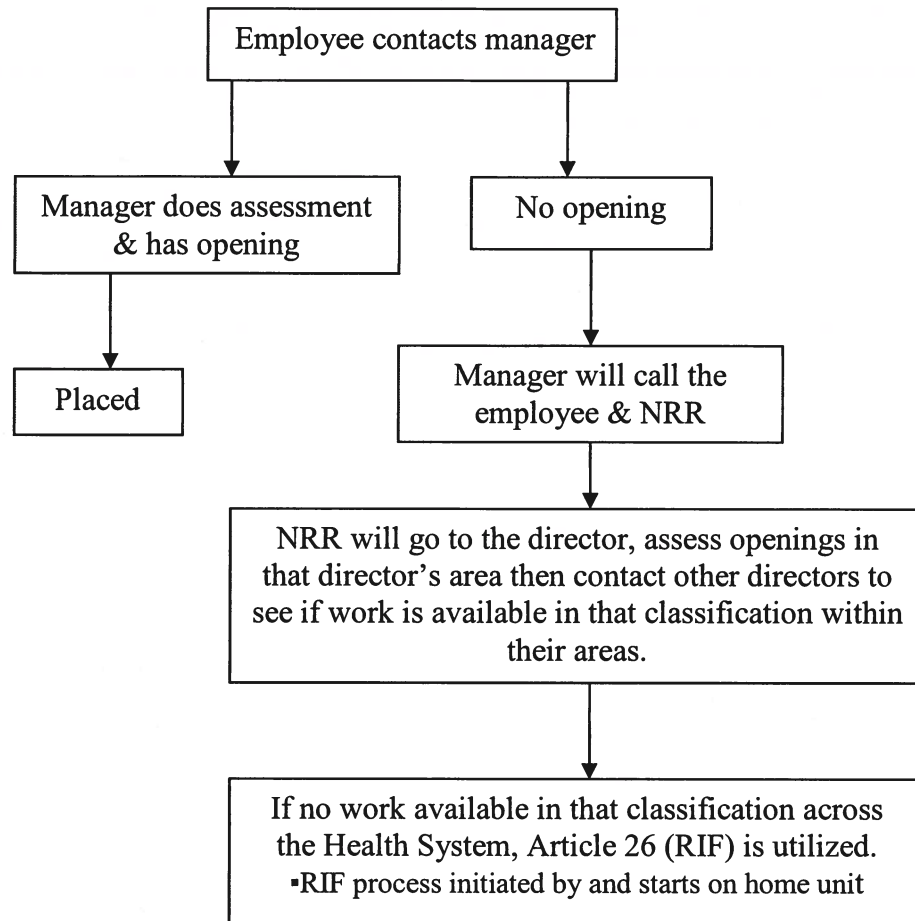 Employee contacts manager
Manager does assessment
& has opening
No opening
Placed
Manager will call the
employee & NRR
NRR will go to the director, assess openings in
that director’s area then contact other directors to
see if work is available in that classification within
their areas.
If no work available in that classification across
the Health System, Article 26 (RIF) is utilized.
▪RIF process initiated by and starts on home unit